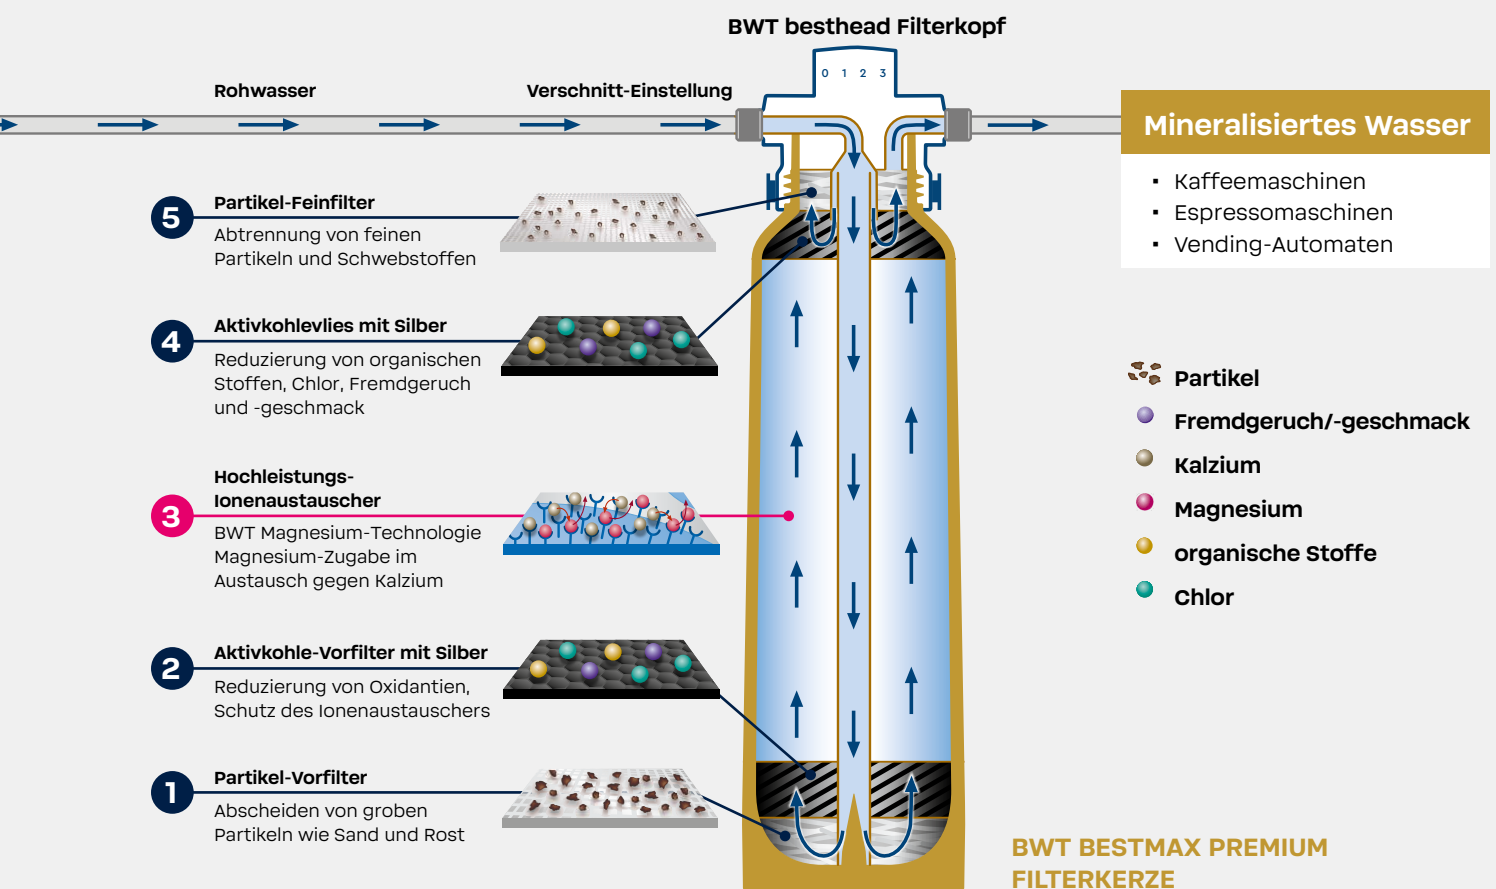 BWT besthead Filterkopf
0 1 2 3
Rohwasser
Verschnitt-Einstellung
Mineralisiertes Wasser
▪ Kaffeemaschinen
▪ Espressomaschinen
▪ Vending-Automaten
5
Partikel-Feinfilter
Abtrennung von feinen
Partikeln und Schwebstoffen
4
Aktivkohlevlies mit Silber
Reduzierung von organischen
Stoffen, Chlor, Fremdgeruch
und -geschmack
3
Hochleistungs-
Ionenaustauscher
BWT Magnesium-Technologie
Magnesium-Zugabe im
Austausch gegen Kalzium
2
Aktivkohle-Vorfilter mit Silber
Reduzierung von Oxidantien,
Schutz des Ionenaustauschers
1
Partikel-Vorfilter
Abscheiden von groben
Partikeln wie Sand und Rost
Partikel
Fremdgeruch/-geschmack
Kalzium
Magnesium
organische Stoffe
Chlor
BWT BESTMAX PREMIUM
FILTERKERZE